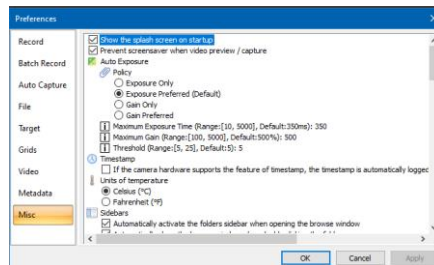 Preferences
Record
Batch Record
Auto Capture
File
Target
Grids
Video
Metadata
Misc
Show the splash screen on startup
Prevent screensaver when video preview / capture
Auto Exposure
Policy
Exposure Only
Exposure Preferred (Default)
Gain Only
Gain Preferred
Maximum Exposure Time (Range:[10, 5000], Default:350ms): 350
Maximum Gain (Range:[100, 5000], Default:500%): 500
Threshold (Range:[5, 25], Default:5): 5
Timestamp
If the camera hardware supports the feature of timestamp, the timestamp is automatically logged
Units of temperature
Celsius (°C)
Fahrenheit (°F)
Sidebars
Automatically activate the folders sidebar when opening the browse window
OK
Cancel
Apply